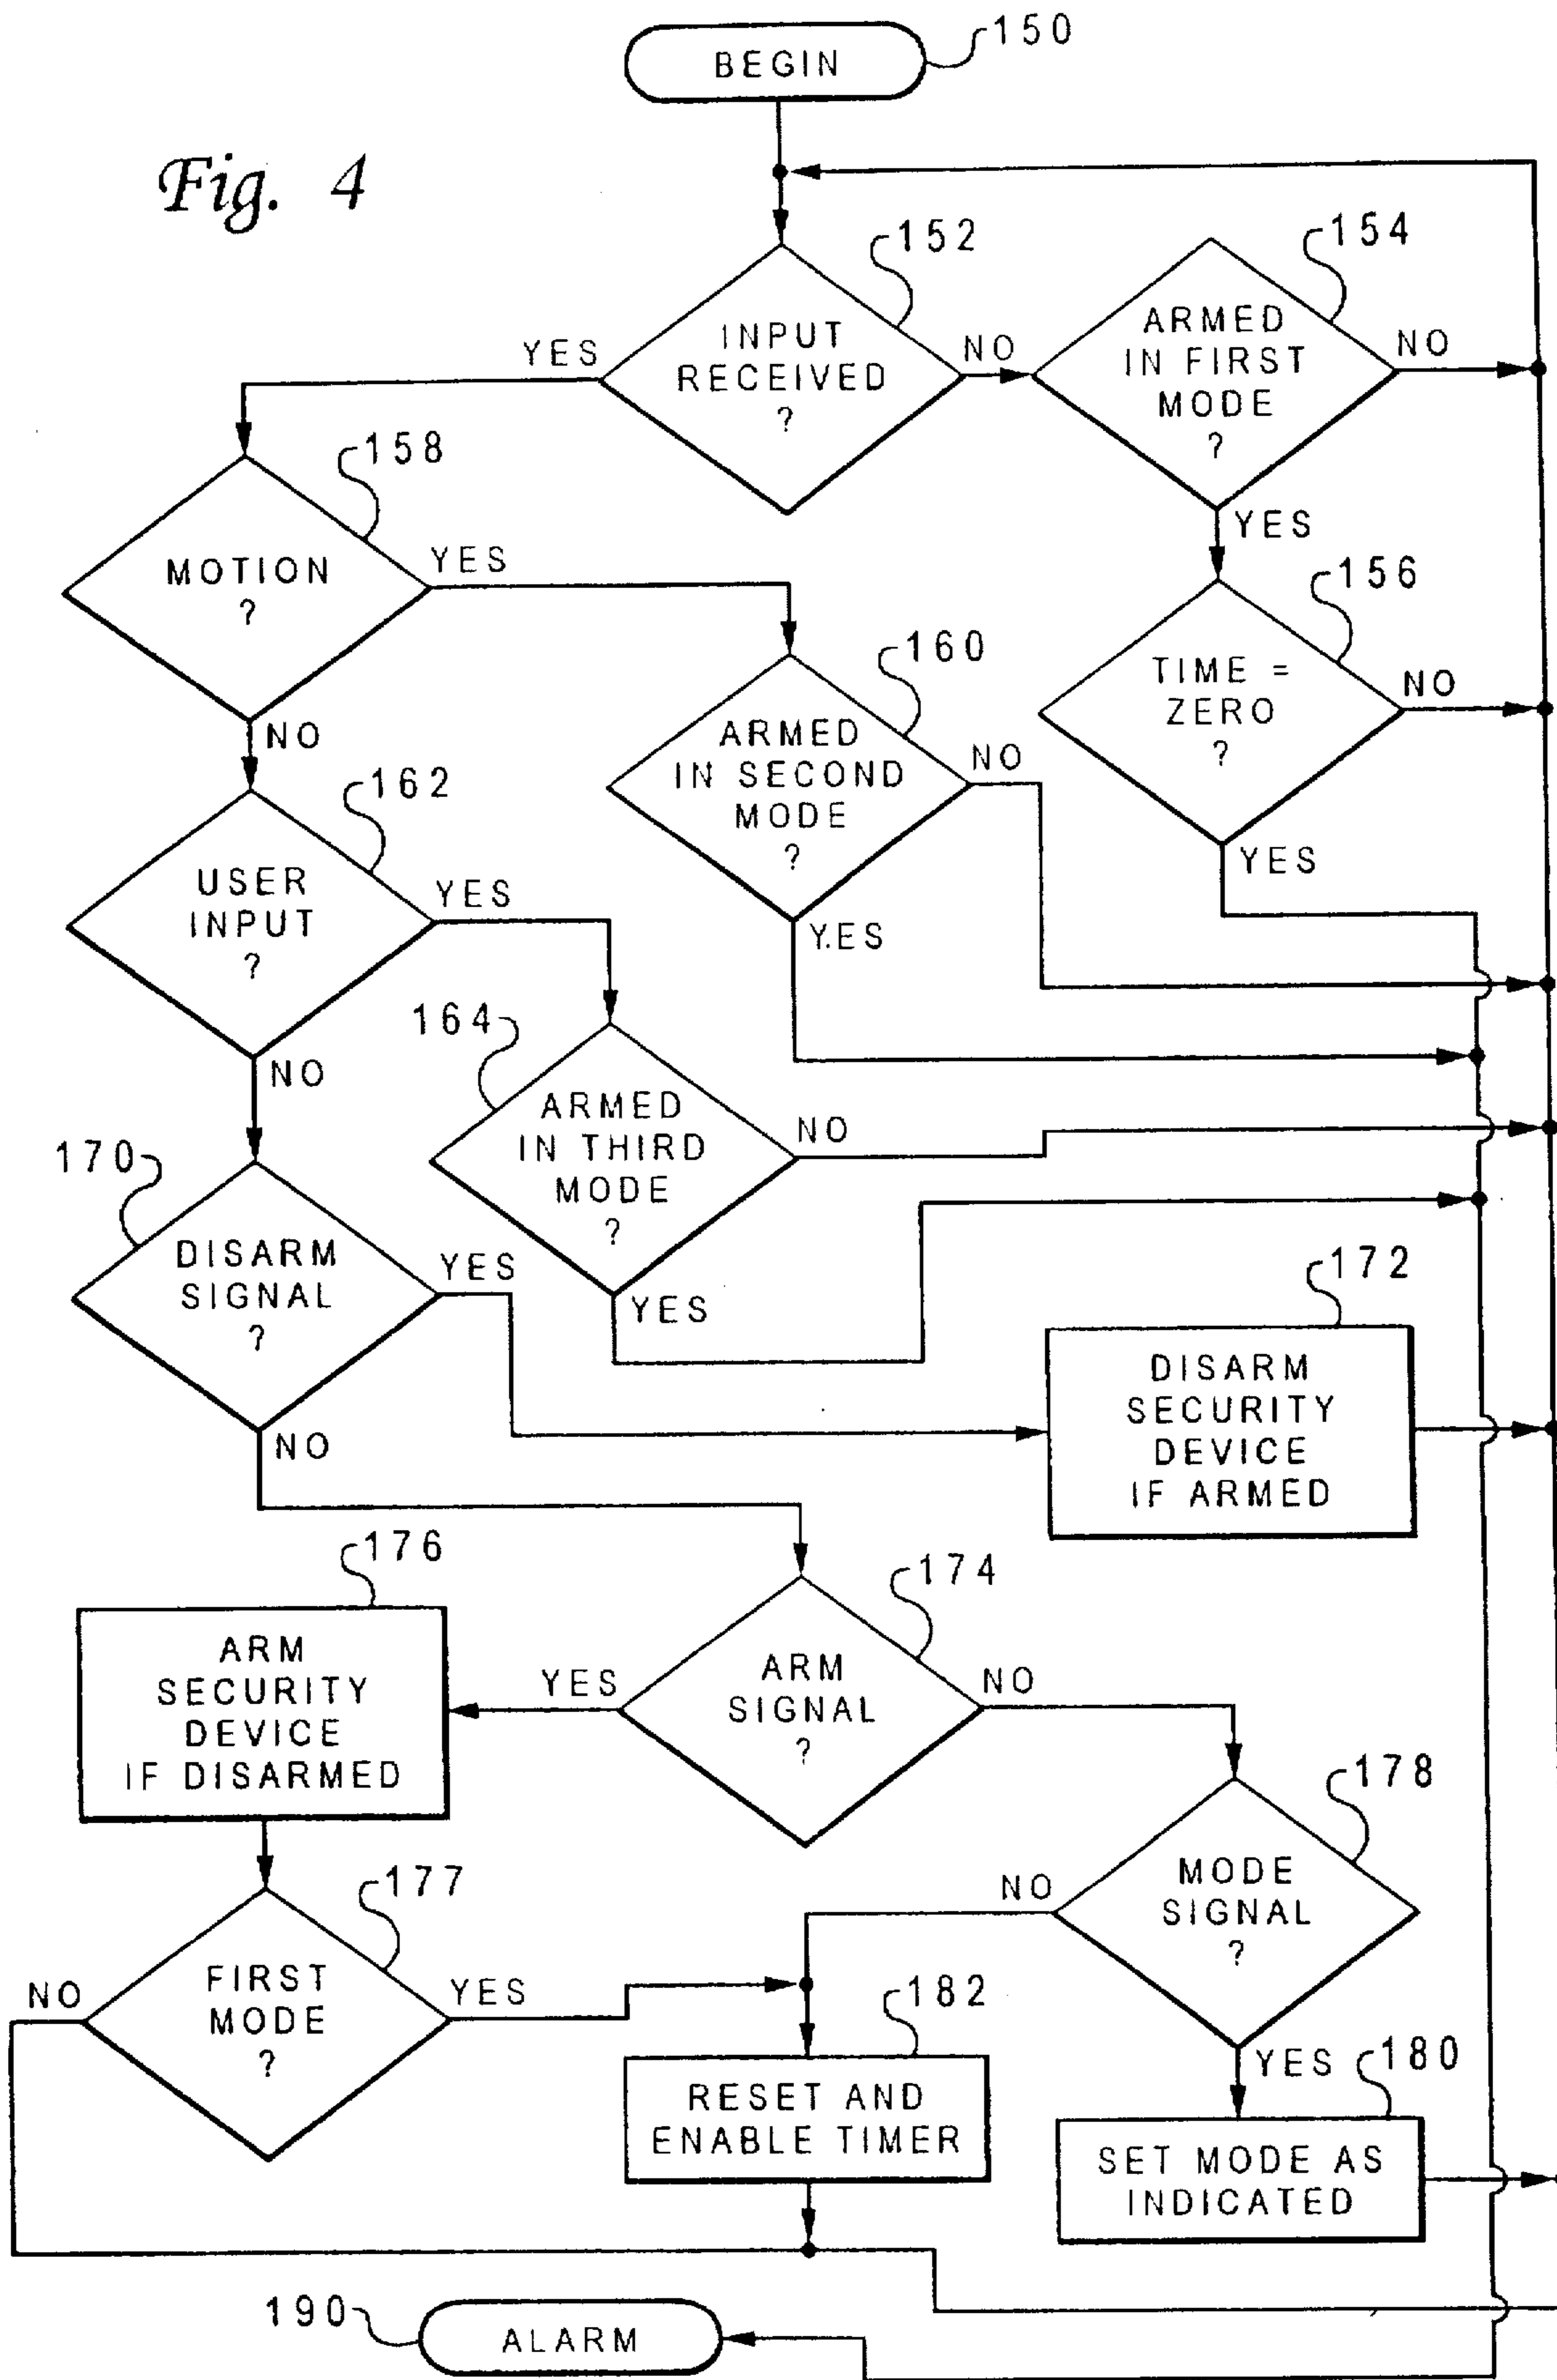 Fig. 4
BEGIN
150
INPUT
RECEIVED
?
152
YES
NO
ARMED
IN FIRST
MODE
?
154
NO
YES
MOTION
?
158
YES
NO
TIME =
ZERO
?
156
NO
YES
ARMED
IN SECOND
MODE
?
160
NO
Y.ES
USER
INPUT
?
162
YES
NO
164
ARMED
IN THIRD
MODE
?
NO
YES
170
DISARM
SIGNAL
?
YES
NO
172
DISARM
SECURITY
DEVICE
IF ARMED
176
ARM
SECURITY
DEVICE
IF DISARMED
174
ARM
SIGNAL
?
YES
NO
178
MODE
SIGNAL
?
NO
YES
177
FIRST
MODE
?
NO
YES
182
RESET AND
ENABLE TIMER
180
SET MODE AS
INDICATED
190
ALARM